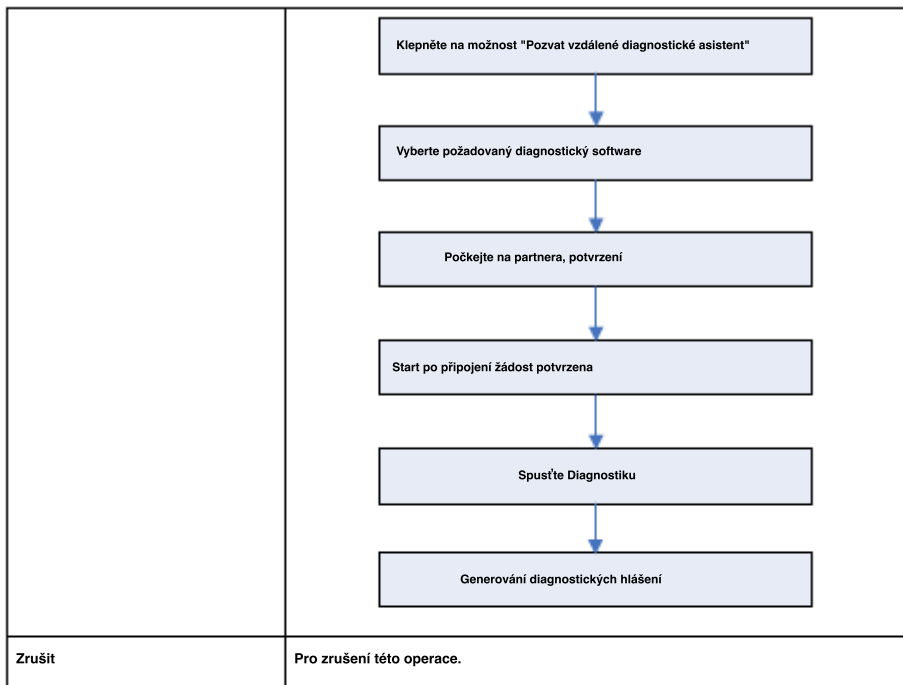 Klepněte na možnost "Pozvat vzdálené diagnostické asistent"
Vyberte požadovaný diagnostický software
Počkejte na partnera, potvrzení
Start po připojení žádost potvrzena
Spusťte Diagnostiku
Generování diagnostických hlášení
Zrušit
Pro zrušení této operace.